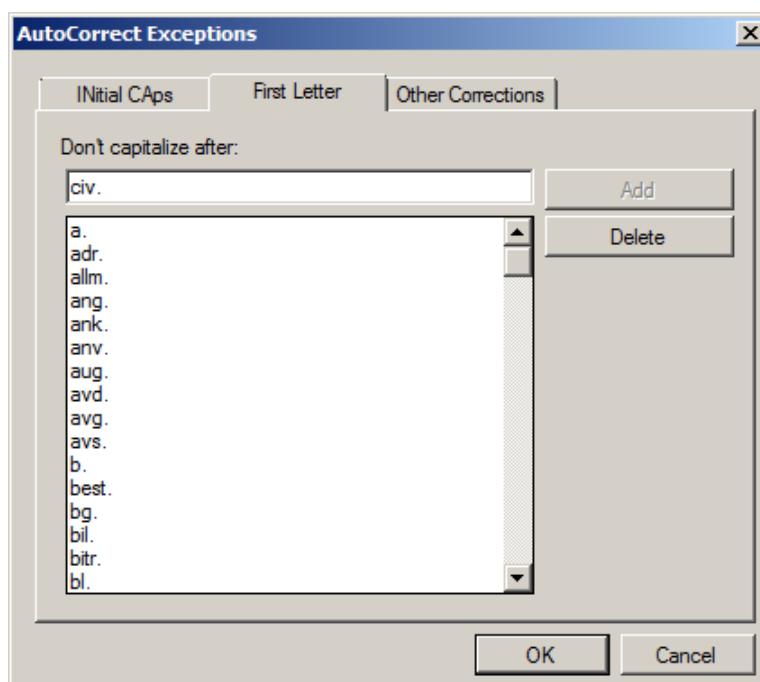 AutoCorrect Exceptions
INitial CAps
First Letter
Other Corrections
Don't capitalize after:
civ.
Add
a.
adr.
allm.
ang.
ank.
anv.
aug.
avd.
avg.
avs.
b.
best.
bg.
bil.
bitr.
bl.
Delete
OK
Cancel